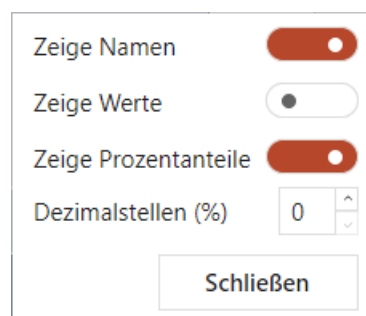 Zeige Namen
Zeige Werte
Zeige Prozentanteile
Dezimalstellen (%) 0
Schließen